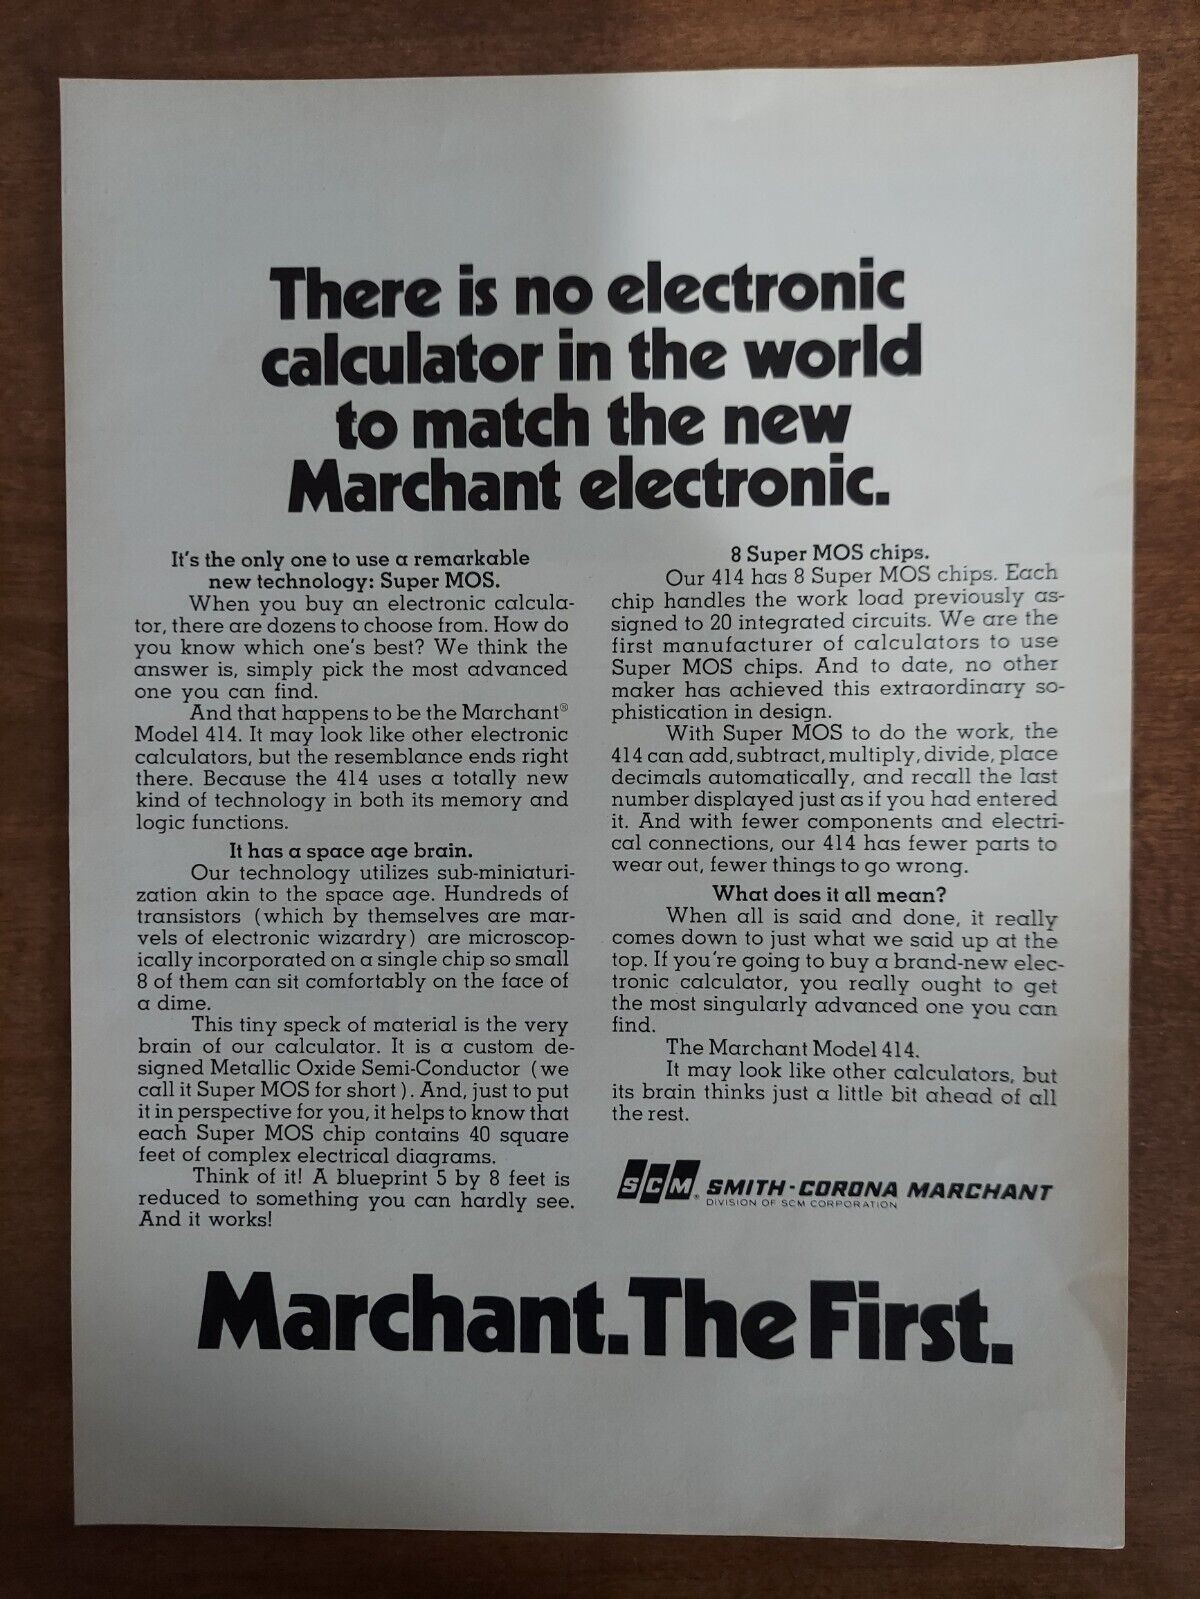 There is no electronic
calculator in the world
to match the new
Marchant electronic.
It's the only one to use a remarkable
new technology: Super MOS.
When you buy an electronic calcula-
tor, there are dozens to choose from. How do
you know which one's best? We think the
answer is, simply pick the most advanced
one you can find.
And that happens to be the Marchant®
Model 414. It may look like other electronic
calculators, but the resemblance ends right
there. Because the 414 uses a totally new
kind of technology in both its memory and
logic functions.
It has a space age brain.
Our technology utilizes sub-miniaturi-
zation akin to the space age. Hundreds of
transistors (which by themselves are mar-
vels of electronic wizardry) are microscop-
ically incorporated on a single chip so small
8 of them can sit comfortably on the face of
a dime.
This tiny speck of material is the very
brain of our calculator. It is a custom de-
signed Metallic Oxide Semi-Conductor (we
call it Super MOS for short). And, just to put
it in perspective for you, it helps to know that
each Super MOS chip contains 40 square
feet of complex electrical diagrams.
Think of it! A blueprint 5 by 8 feet is
reduced to something you can hardly see.
And it works!
8 Super MOS chips.
Our 414 has 8 Super MOS chips. Each
chip handles the work load previously as-
signed to 20 integrated circuits. We are the
first manufacturer of calculators to use
Super MOS chips. And to date, no other
maker has achieved this extraordinary so-
phistication in design.
With Super MOS to do the work, the
414 can add, subtract, multiply, divide, place
decimals automatically, and recall the last
number displayed just as if you had entered
it. And with fewer components and electri-
cal connections, our 414 has fewer parts to
wear out, fewer things to go wrong.
What does it all mean?
When all is said and done, it really
comes down to just what we said up at the
top. If you're going to buy a brand-new elec-
tronic calculator, you really ought to get
the most singularly advanced one you can
find.
The Marchant Model 414.
It may look like other calculators, but
its brain thinks just a little bit ahead of all
the rest.
SCM® SMITH-CORONA MARCHANT
DIVISION OF SCM CORPORATION
Marchant. The First.